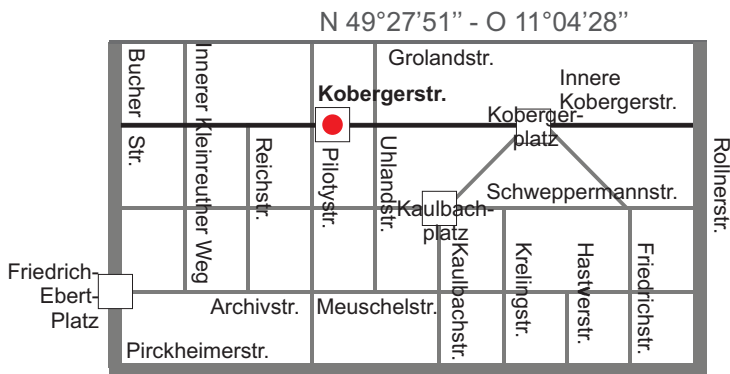 N 49°27'51” - O 11°04'28”
Grolandstr.
Bucher
Str.
Innerer Kleinreuther Weg
Kobergerstr.
Innere
Kobergerstr.
Koberger-
platz
Reichstr.
Pilotystr.
Uhlandstr.
Rollnerstr.
Schweppermannstr.
Kaulbach-
platz
Kaulbachstr.
Krelingstr.
Hastverstr.
Friedrichstr.
Friedrich-
Ebert-
Platz
Archivstr.
Meuschelstr.
Pirckheimerstr.